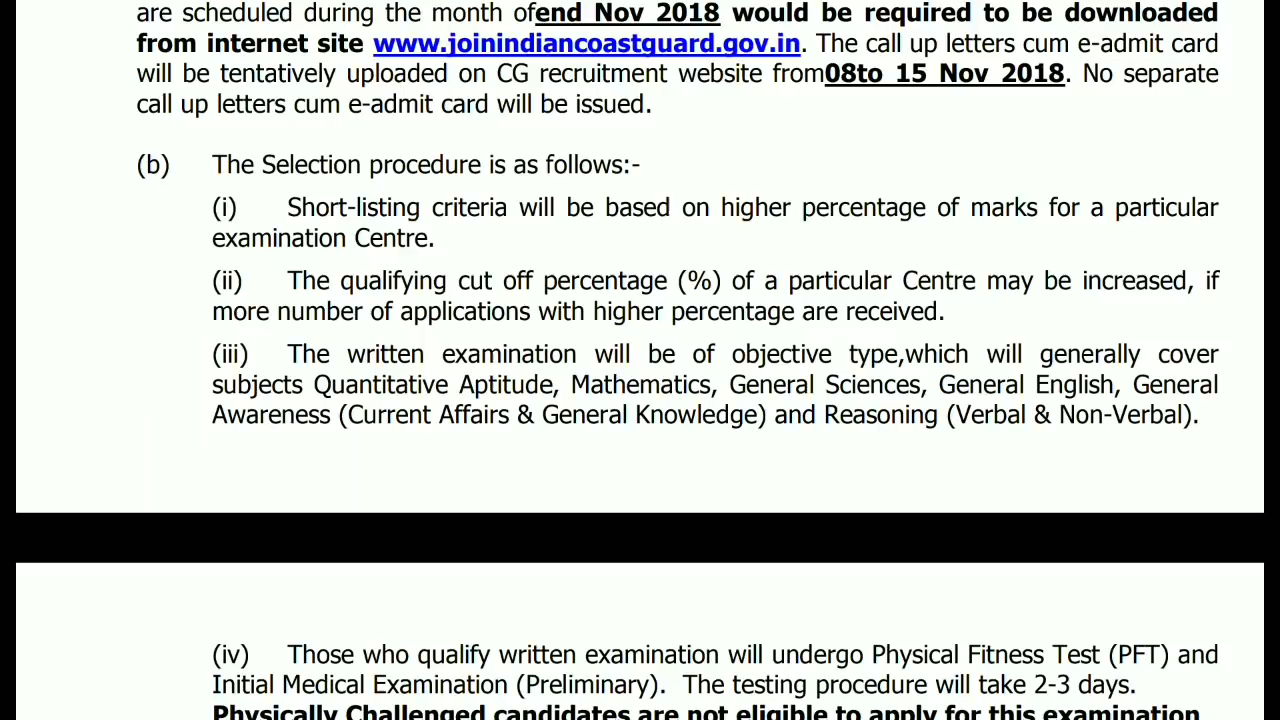 are scheduled during the month ofend Nov 2018 would be required to be downloaded
from internet site www.joinindiancoastguard.gov.in. The call up letters cum e-admit card
will be tentatively uploaded on CG recruitment website from08to 15 Nov 2018. No separate
call up letters cum e-admit card will be issued.
(b) The Selection procedure is as follows:-
(i) Short-listing criteria will be based on higher percentage of marks for a particular
examination Centre.
(ii) The qualifying cut off percentage (%) of a particular Centre may be increased, if
more number of applications with higher percentage are received.
(iii) The written examination will be of objective type,which will generally cover
subjects Quantitative Aptitude, Mathematics, General Sciences, General English, General
Awareness (Current Affairs & General Knowledge) and Reasoning (Verbal & Non-Verbal).
(iv) Those who qualify written examination will undergo Physical Fitness Test (PFT) and
Initial Medical Examination (Preliminary). The testing procedure will take 2-3 days.
Physically Challenged candidates are not eligible to apply for this examination